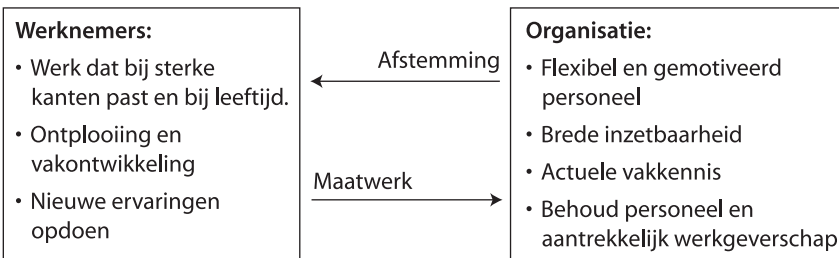 Werknemers:
• Werk dat bij sterke
kanten past en bij leeftijd.
• Ontplooiing en
vakontwikkeling
• Nieuwe ervaringen
opdoen
Afstemming
Maatwerk
Organisatie:
• Flexibel en gemotiveerd
personeel
• Brede inzetbaarheid
• Actuele vakkennis
• Behoud personeel en
aantrekkelijk werkgeverschap